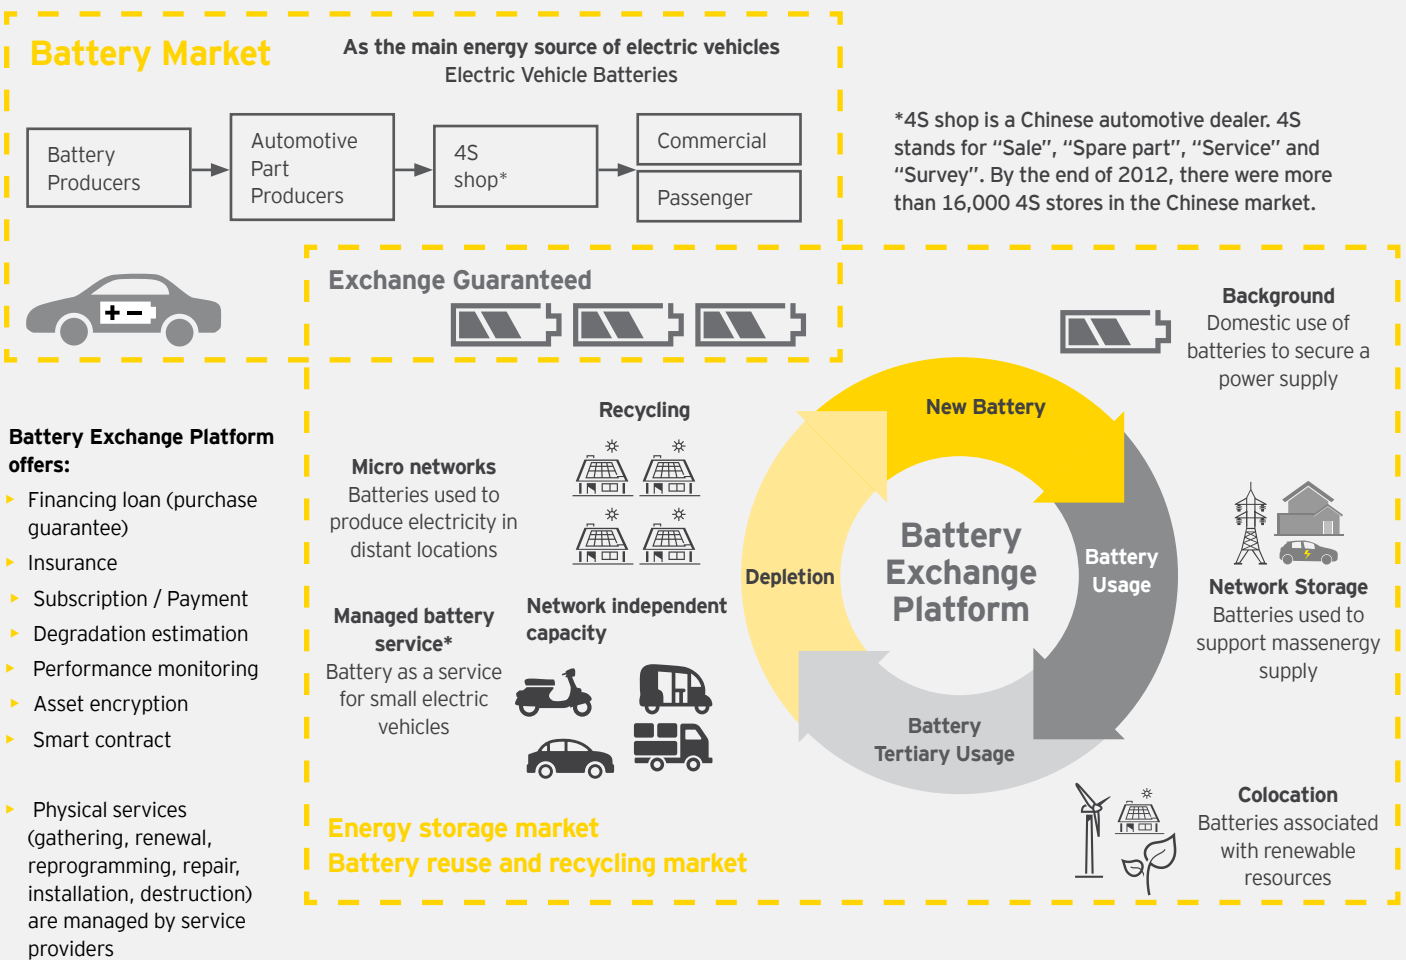 Battery Market
As the main energy source of electric vehicles
Electric Vehicle Batteries
Battery
Producers
Automotive
Part
Producers
4S
shop*
Commercial
Passenger
*4S shop is a Chinese automotive dealer. 4S
stands for “Sale”, “Spare part”, “Service” and
“Survey”. By the end of 2012, there were more
than 16,000 4S stores in the Chinese market.
Exchange Guaranteed
Background
Domestic use of
batteries to secure a
power supply
Battery Exchange Platform
offers:
Financing loan (purchase
guarantee)
Insurance
Subscription / Payment
Degradation estimation
Performance monitoring
Asset encryption
Smart contract
Physical services
(gathering, renewal,
reprogramming, repair,
installation, destruction)
are managed by service
providers
Recycling
Micro networks
Batteries used to
produce electricity in
distant locations
Managed battery
service*
Battery as a service
for small electric
vehicles
Network independent
capacity
New Battery
Battery
Usage
Battery
Tertiary Usage
Depletion
Battery
Exchange
Platform
Network Storage
Batteries used to
support massenergy
supply
Colocation
Batteries associated
with renewable
resources
Energy storage market
Battery reuse and recycling market